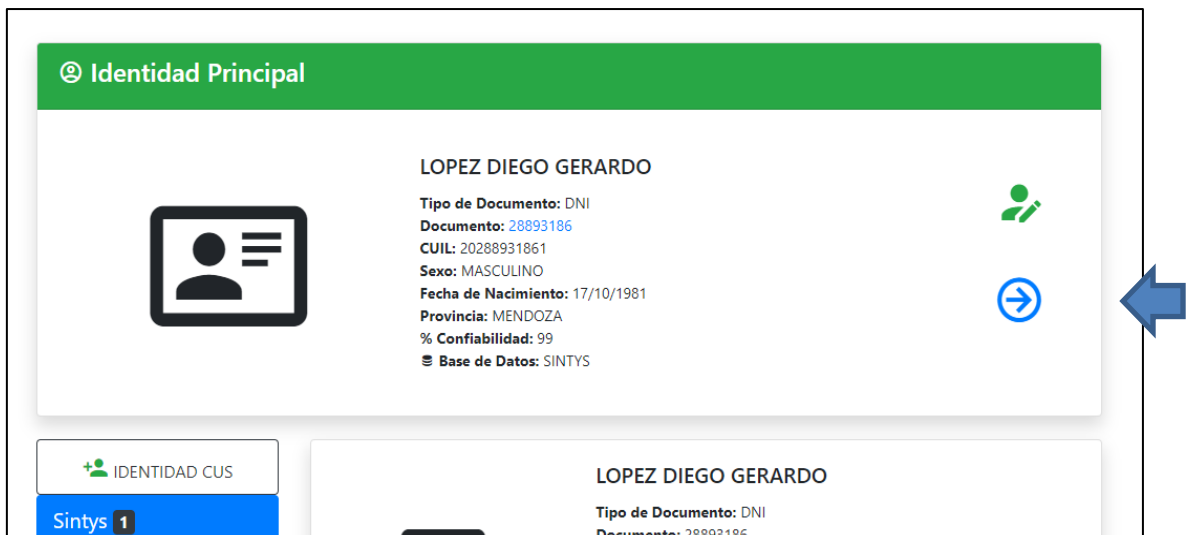 Identidad Principal
LOPEZ DIEGO GERARDO
Tipo de Documento: DNI
Documento: 28893186
CUIL: 20288931861
Sexo: MASCULINO
Fecha de Nacimiento: 17/10/1981
Provincia: MENDOZA
% Confiabilidad: 99
Base de Datos: SINTYS
IDENTIDAD CUS
Sintys 1
LOPEZ DIEGO GERARDO
Tipo de Documento: DNI
Documento: 28893186